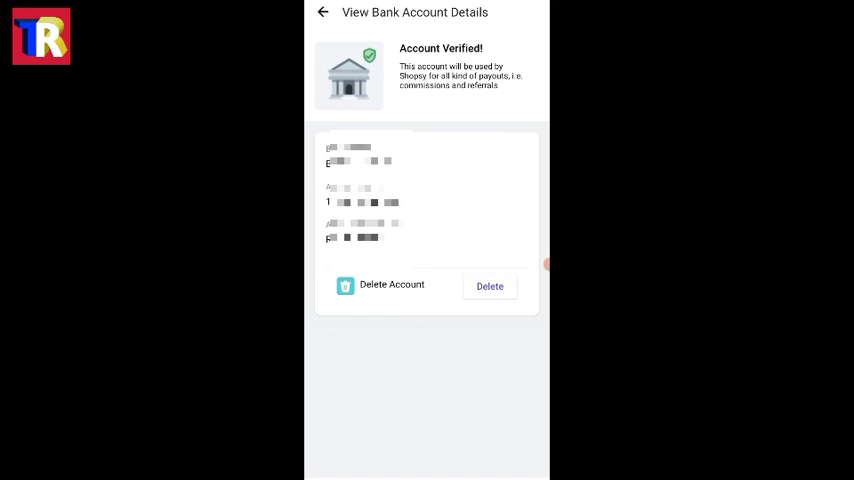 TR
View Bank Account Details
Account Verified!
This account will be used by
Shopsy for all kind of payouts, i.e.
commissions and referrals
Delete Account
Delete